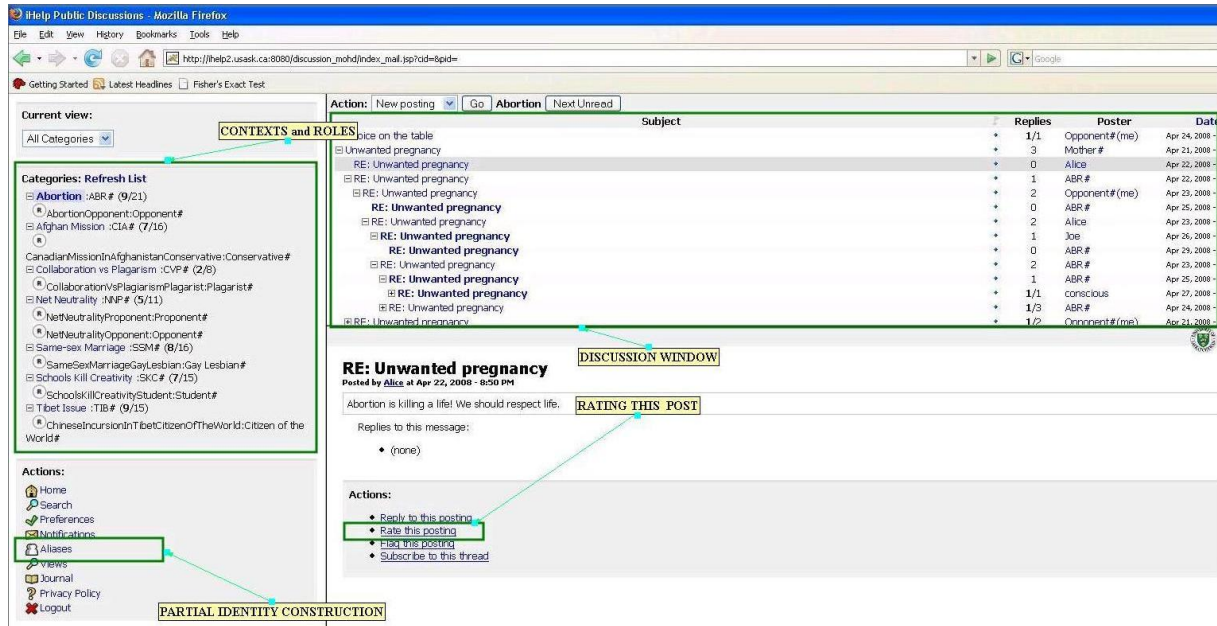 iHelp Public Discussions - Mozilla Firefox
File Edit View History Bookmarks Tools Help
http://ihelp2.usask.ca:8080/discussion_mohd/index_mail.jsp?cid=&pid=
Google
Getting Started Latest Headlines Fisher's Exact Test
Current view:
All Categories
CONTEXTS and ROLES
Categories: Refresh List
Abortion :ABR# (9/21)
AbortionOpponent:Opponent#
Afghan Mission :CIA# (7/16)
CanadianMissionInAfghanistanConservative:Conservative#
Collaboration vs Plagarism :CVP# (2/8)
CollaborationVsPlagiarismPlagarist:Plagarist#
Net Neutrality :NNP# (5/11)
NetNeutralityProponent:Proponent#
NetNeutralityOpponent:Opponent#
Same-sex Marriage :SSM# (8/16)
SameSexMarriageGayLesbian:Gay Lesbian#
Schools Kill Creativity :SKC# (7/15)
SchoolsKillCreativityStudent:Student#
Tibet Issue :TIB# (9/15)
ChineseIncursionInTibetCitizenOfTheWorld:Citizen of the
World#
Actions:
Home
Search
Preferences
Notifications
Aliases
Views
Journal
Privacy Policy
Logout
PARTIAL IDENTITY CONSTRUCTION
Action: New posting Go Abortion Next Unread
Subject Replies Poster Date
oice on the table 1/1 Opponent#(me) Apr 24, 2008 -
Unwanted pregnancy 3 Mother# Apr 21, 2008 -
RE: Unwanted pregnancy 0 Alice Apr 22, 2008 -
RE: Unwanted pregnancy 1 ABR# Apr 22, 2008 -
RE: Unwanted pregnancy 2 Opponent#(me) Apr 23, 2008 -
RE: Unwanted pregnancy 0 ABR# Apr 25, 2008 -
RE: Unwanted pregnancy 2 Alice Apr 23, 2008 -
RE: Unwanted pregnancy 1 Joe Apr 26, 2008 -
RE: Unwanted pregnancy 0 ABR# Apr 29, 2008 -
RE: Unwanted pregnancy 2 ABR# Apr 23, 2008 -
RE: Unwanted pregnancy 1 ABR# Apr 25, 2008 -
RE: Unwanted pregnancy 1/1 conscious Apr 27, 2008 -
RE: Unwanted pregnancy 1/3 ABR# Apr 24, 2008 -
RE: Unwanted pregnancy 1/2 Opponent#(me) Apr 21, 2008 -
DISCUSSION WINDOW
RE: Unwanted pregnancy
Posted by Alice at Apr 22, 2008 - 8:50 PM
Abortion is killing a life! We should respect life.
RATING THIS POST
Replies to this message:
(none)
Actions:
Reply to this posting
Rate this posting
Flag this posting
Subscribe to this thread